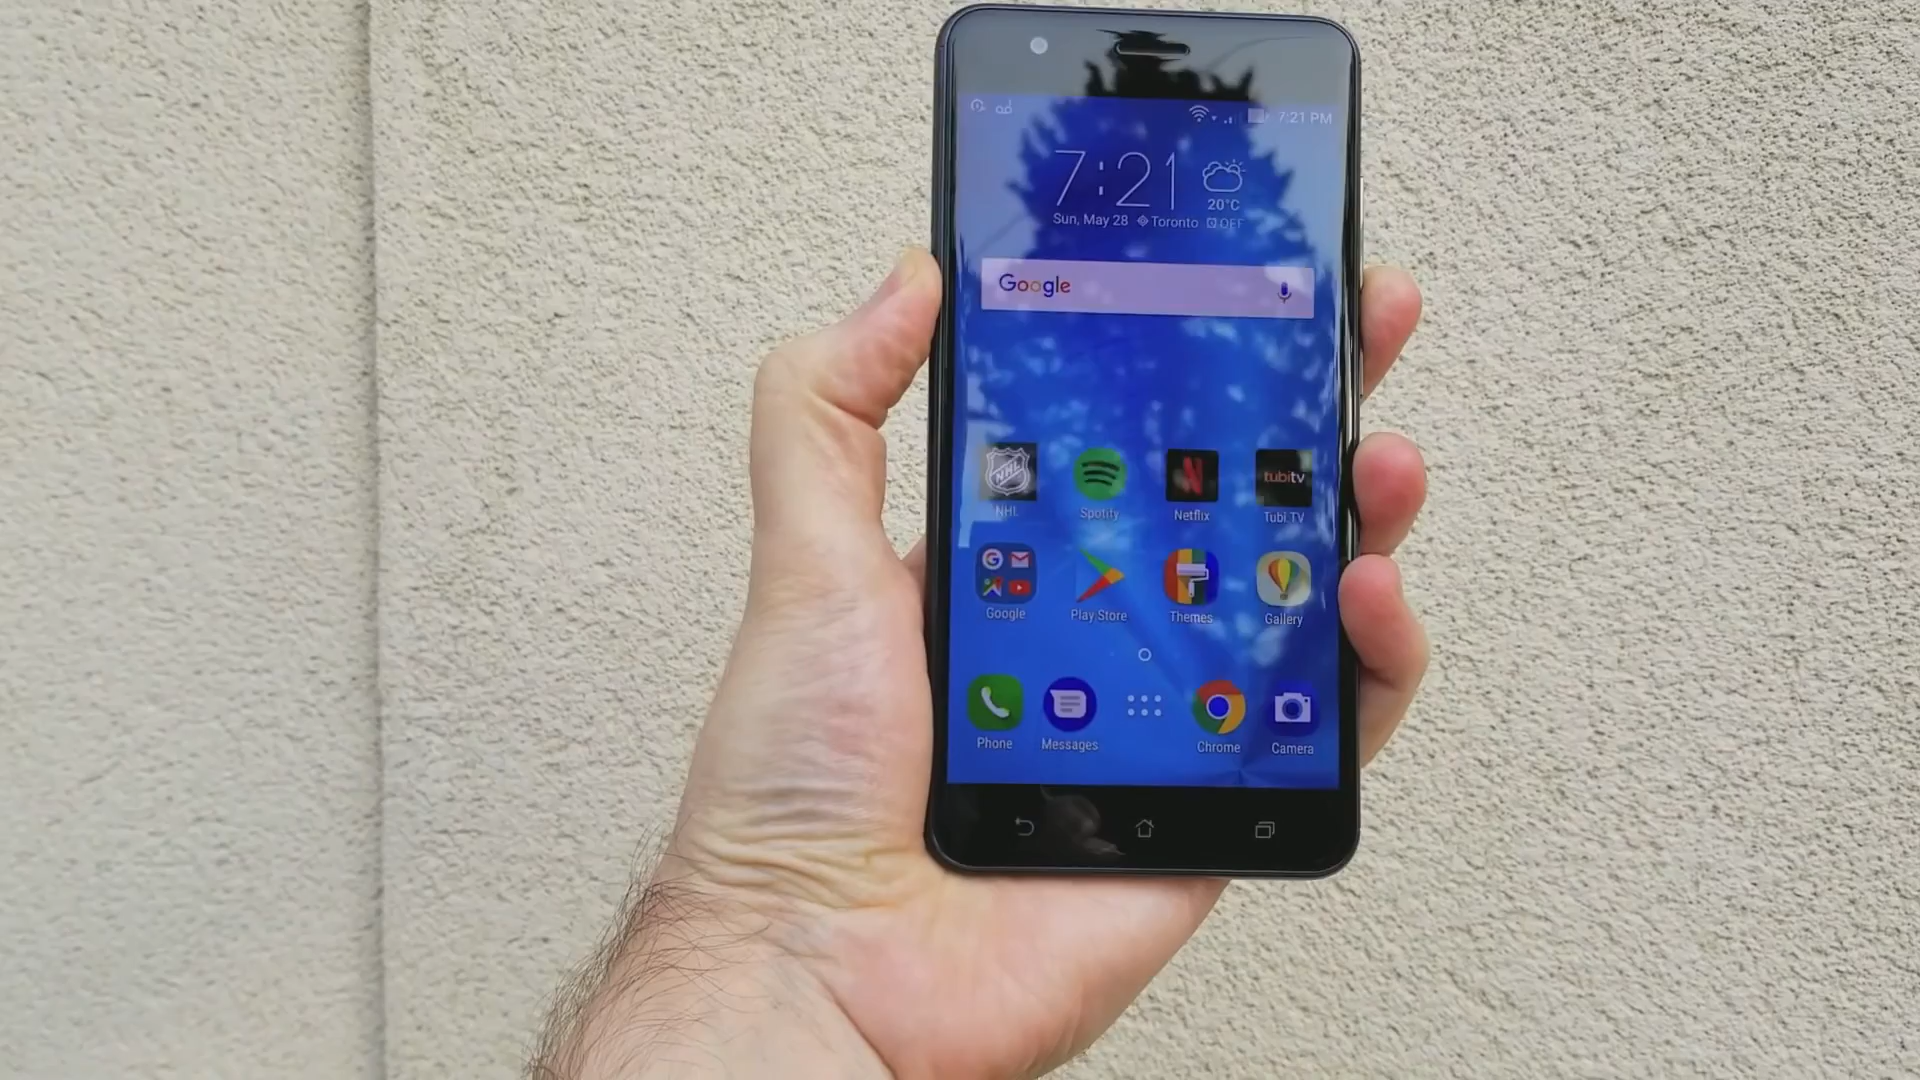 7:21 PM
7:21
20°C
Sun, May 28 Toronto OFF
Google
NHL
tubitv
NHL Spotify Netflix Tubi TV
Google Play Store Themes Gallery
Phone Messages Chrome Camera